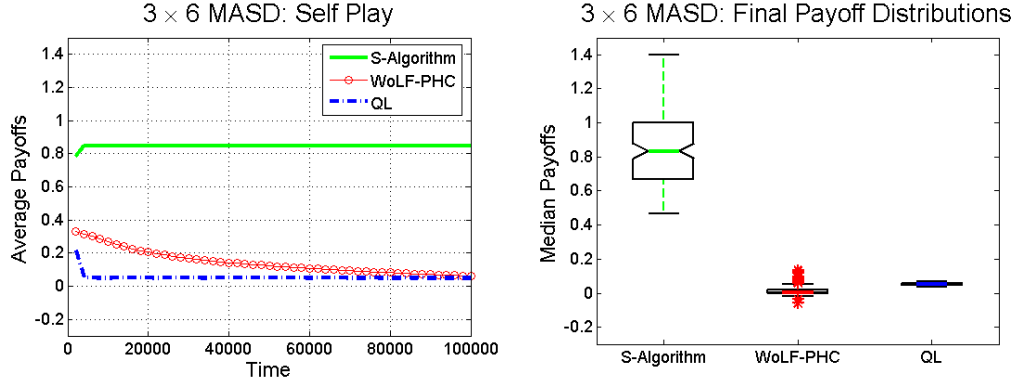 3 × 6 MASD: Self Play
1.4
1.2
1
0.8
0.6
0.4
0.2
0
-0.2
Average Payoffs
S-Algorithm
WoLF-PHC
QL
0
20000
40000
60000
80000
100000
Time
3 × 6 MASD: Final Payoff Distributions
1.4
1.2
1
0.8
0.6
0.4
0.2
0
-0.2
Median Payoffs
S-Algorithm
WoLF-PHC
QL